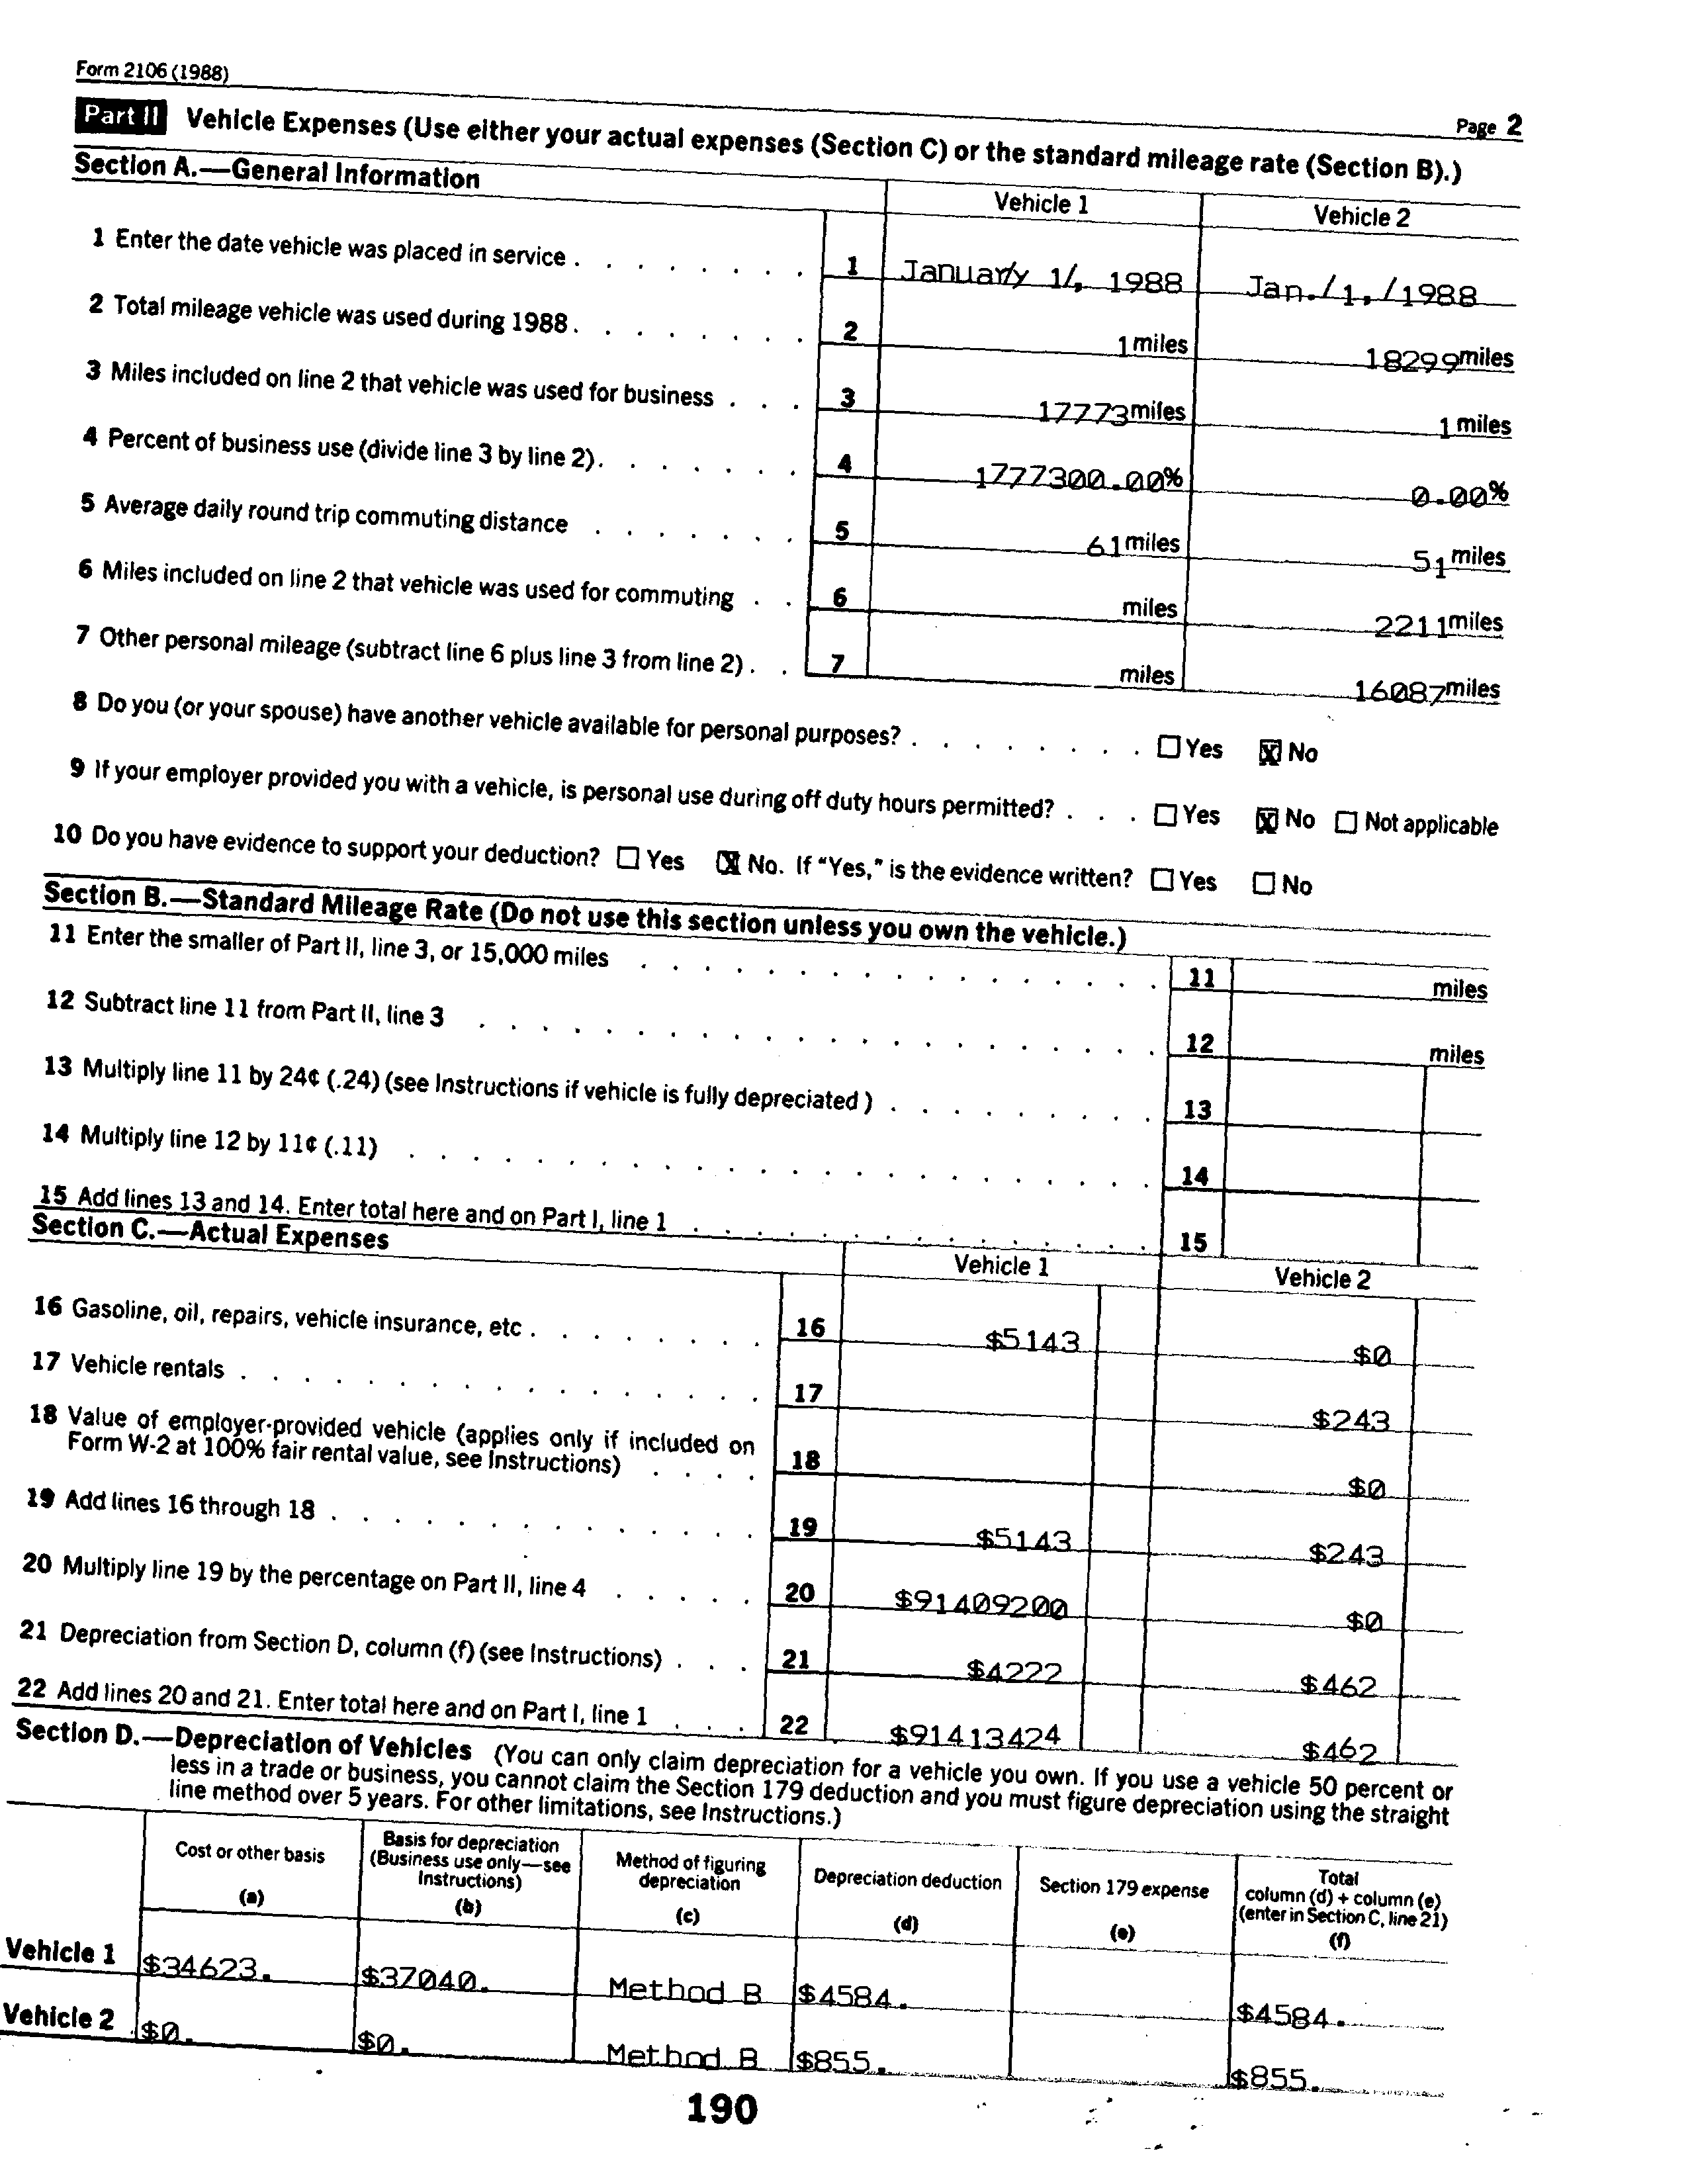 Form 2106 (1988)
Page 2
Part II Vehicle Expenses (Use either your actual expenses (Section C) or the standard mileage rate (Section B).)
Section A.—General Information
Vehicle 1 Vehicle 2
1 Enter the date vehicle was placed in service . . . . . . . . 1 January 1/, 1988 Jan./1,/1988
2 Total mileage vehicle was used during 1988 . . . . . . . . 2 1 miles 18299 miles
3 Miles included on line 2 that vehicle was used for business . . . 3 17773 miles 1 miles
4 Percent of business use (divide line 3 by line 2) . . . . . . . 4 1777300.00% 0.00%
5 Average daily round trip commuting distance . . . . . . . 5 61 miles 51 miles
6 Miles included on line 2 that vehicle was used for commuting . . 6 miles 2211 miles
7 Other personal mileage (subtract line 6 plus line 3 from line 2) . . 7 miles 16087 miles
8 Do you (or your spouse) have another vehicle available for personal purposes? . . . . . . . . ☐ Yes ☒ No
9 If your employer provided you with a vehicle, is personal use during off duty hours permitted? . . . ☐ Yes ☒ No ☐ Not applicable
10 Do you have evidence to support your deduction? ☐ Yes ☒ No. If "Yes," is the evidence written? ☐ Yes ☐ No
Section B.—Standard Mileage Rate (Do not use this section unless you own the vehicle.)
11 Enter the smaller of Part II, line 3, or 15,000 miles . . . . . . . . . . . . . . . . . 11 miles
12 Subtract line 11 from Part II, line 3 . . . . . . . . . . . . . . . . . . . . . . 12 miles
13 Multiply line 11 by 24¢ (.24) (see Instructions if vehicle is fully depreciated ) . . . . . . . . . 13
14 Multiply line 12 by 11¢ (.11) . . . . . . . . . . . . . . . . . . . . . . . . 14
15 Add lines 13 and 14. Enter total here and on Part I, line 1 . . . . . . . . . . . . . . . 15
Section C.—Actual Expenses
Vehicle 1 Vehicle 2
16 Gasoline, oil, repairs, vehicle insurance, etc . . . . . . . . 16 $5143 $0
17 Vehicle rentals . . . . . . . . . . . . . . . . . 17 $243
18 Value of employer-provided vehicle (applies only if included on
Form W-2 at 100% fair rental value, see Instructions) . . . . 18 $0
19 Add lines 16 through 18 . . . . . . . . . . . . . . 19 $5143 $243
20 Multiply line 19 by the percentage on Part II, line 4 . . . . . 20 $91409200 $0
21 Depreciation from Section D, column (f) (see Instructions) . . . 21 $4222 $462
22 Add lines 20 and 21. Enter total here and on Part I, line 1 . . . 22 $91413424 $462
Section D.—Depreciation of Vehicles (You can only claim depreciation for a vehicle you own. If you use a vehicle 50 percent or
less in a trade or business, you cannot claim the Section 179 deduction and you must figure depreciation using the straight
line method over 5 years. For other limitations, see Instructions.)
Cost or other basis (a) Basis for depreciation (Business use only—see Instructions) (b) Method of figuring depreciation (c) Depreciation deduction (d) Section 179 expense (e) Total column (d) + column (e) (enter in Section C, line 21) (f)
Vehicle 1 $34623. $37040. Method B $4584. $4584.
Vehicle 2 $0. $0. Method B $855. $855.
190